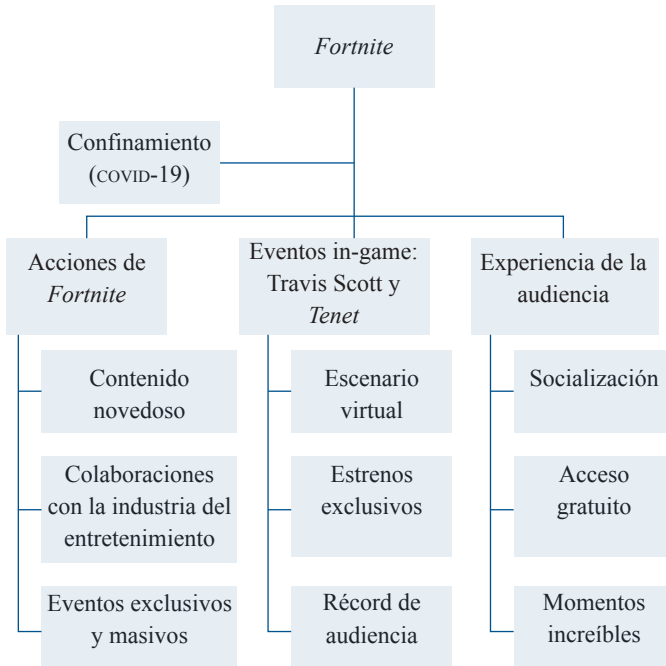 Fortnite
Confinamiento
(COVID-19)
Acciones de
Fortnite
Contenido
novedoso
Colaboraciones
con la industria del
entretenimiento
Eventos exclusivos
y masivos
Eventos in-game:
Travis Scott y
Tenet
Escenario
virtual
Estrenos
exclusivos
Récord de
audiencia
Experiencia de la
audiencia
Socialización
Acceso
gratuito
Momentos
increíbles